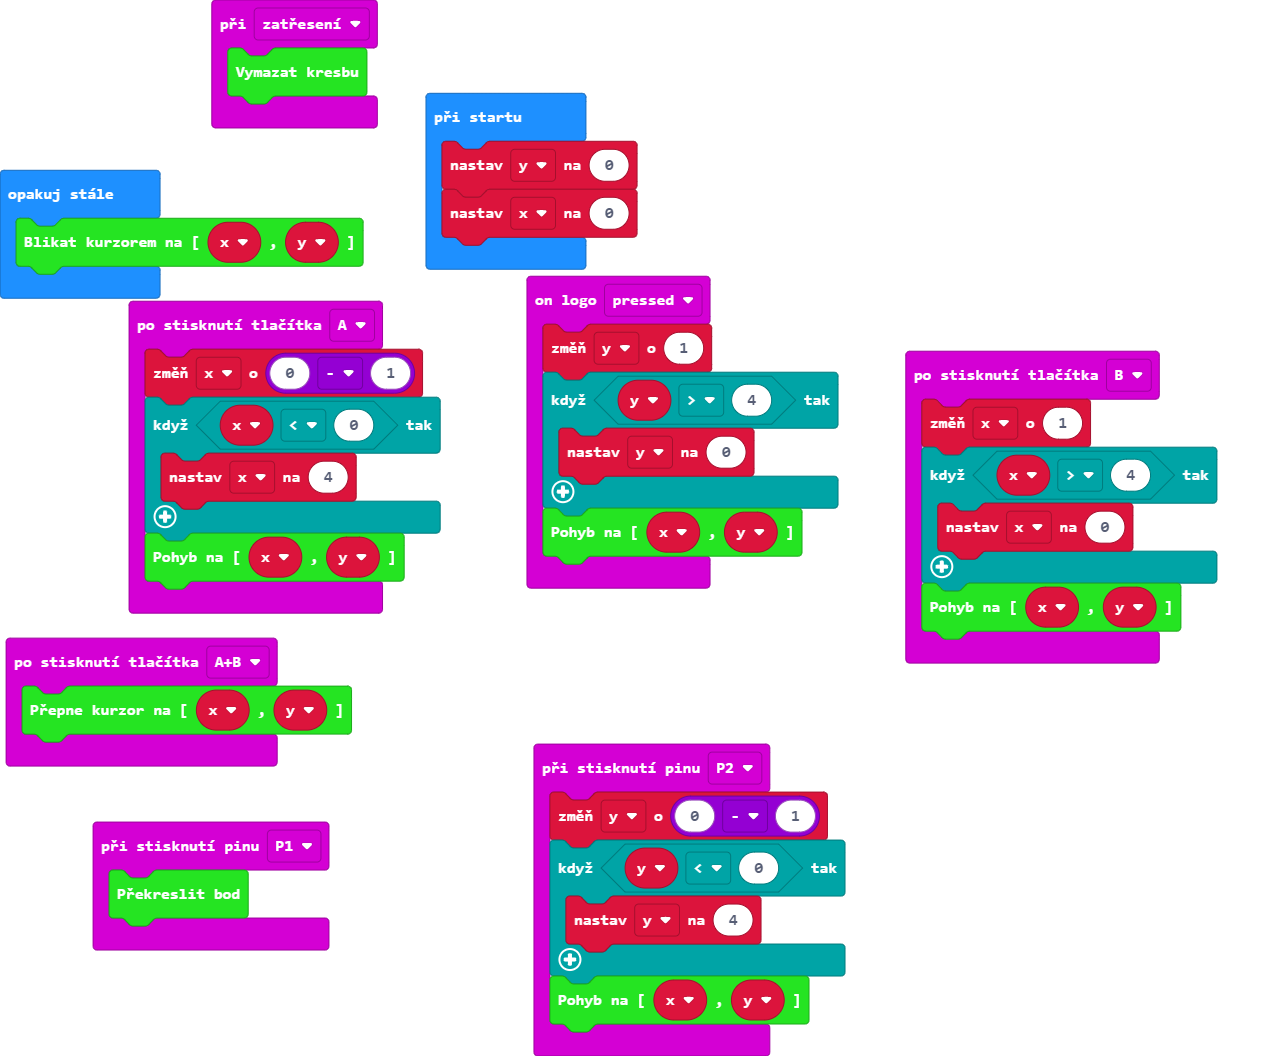 při zatřesení
Vymazat kresbu
při startu
nastav y na 0
nastav x na 0
opakuj stále
Blikat kurzorem na [ x , y ]
po stisknutí tlačítka A
změň x o 0 - 1
když x < 0 tak
nastav x na 4
Pohyb na [ x , y ]
on logo pressed
změň y o 1
když y > 4 tak
nastav y na 0
Pohyb na [ x , y ]
po stisknutí tlačítka B
změň x o 1
když x > 4 tak
nastav x na 0
Pohyb na [ x , y ]
po stisknutí tlačítka A+B
Přepne kurzor na [ x , y ]
při stisknutí pinu P1
Překreslit bod
při stisknutí pinu P2
změň y o 0 - 1
když y < 0 tak
nastav y na 4
Pohyb na [ x , y ]